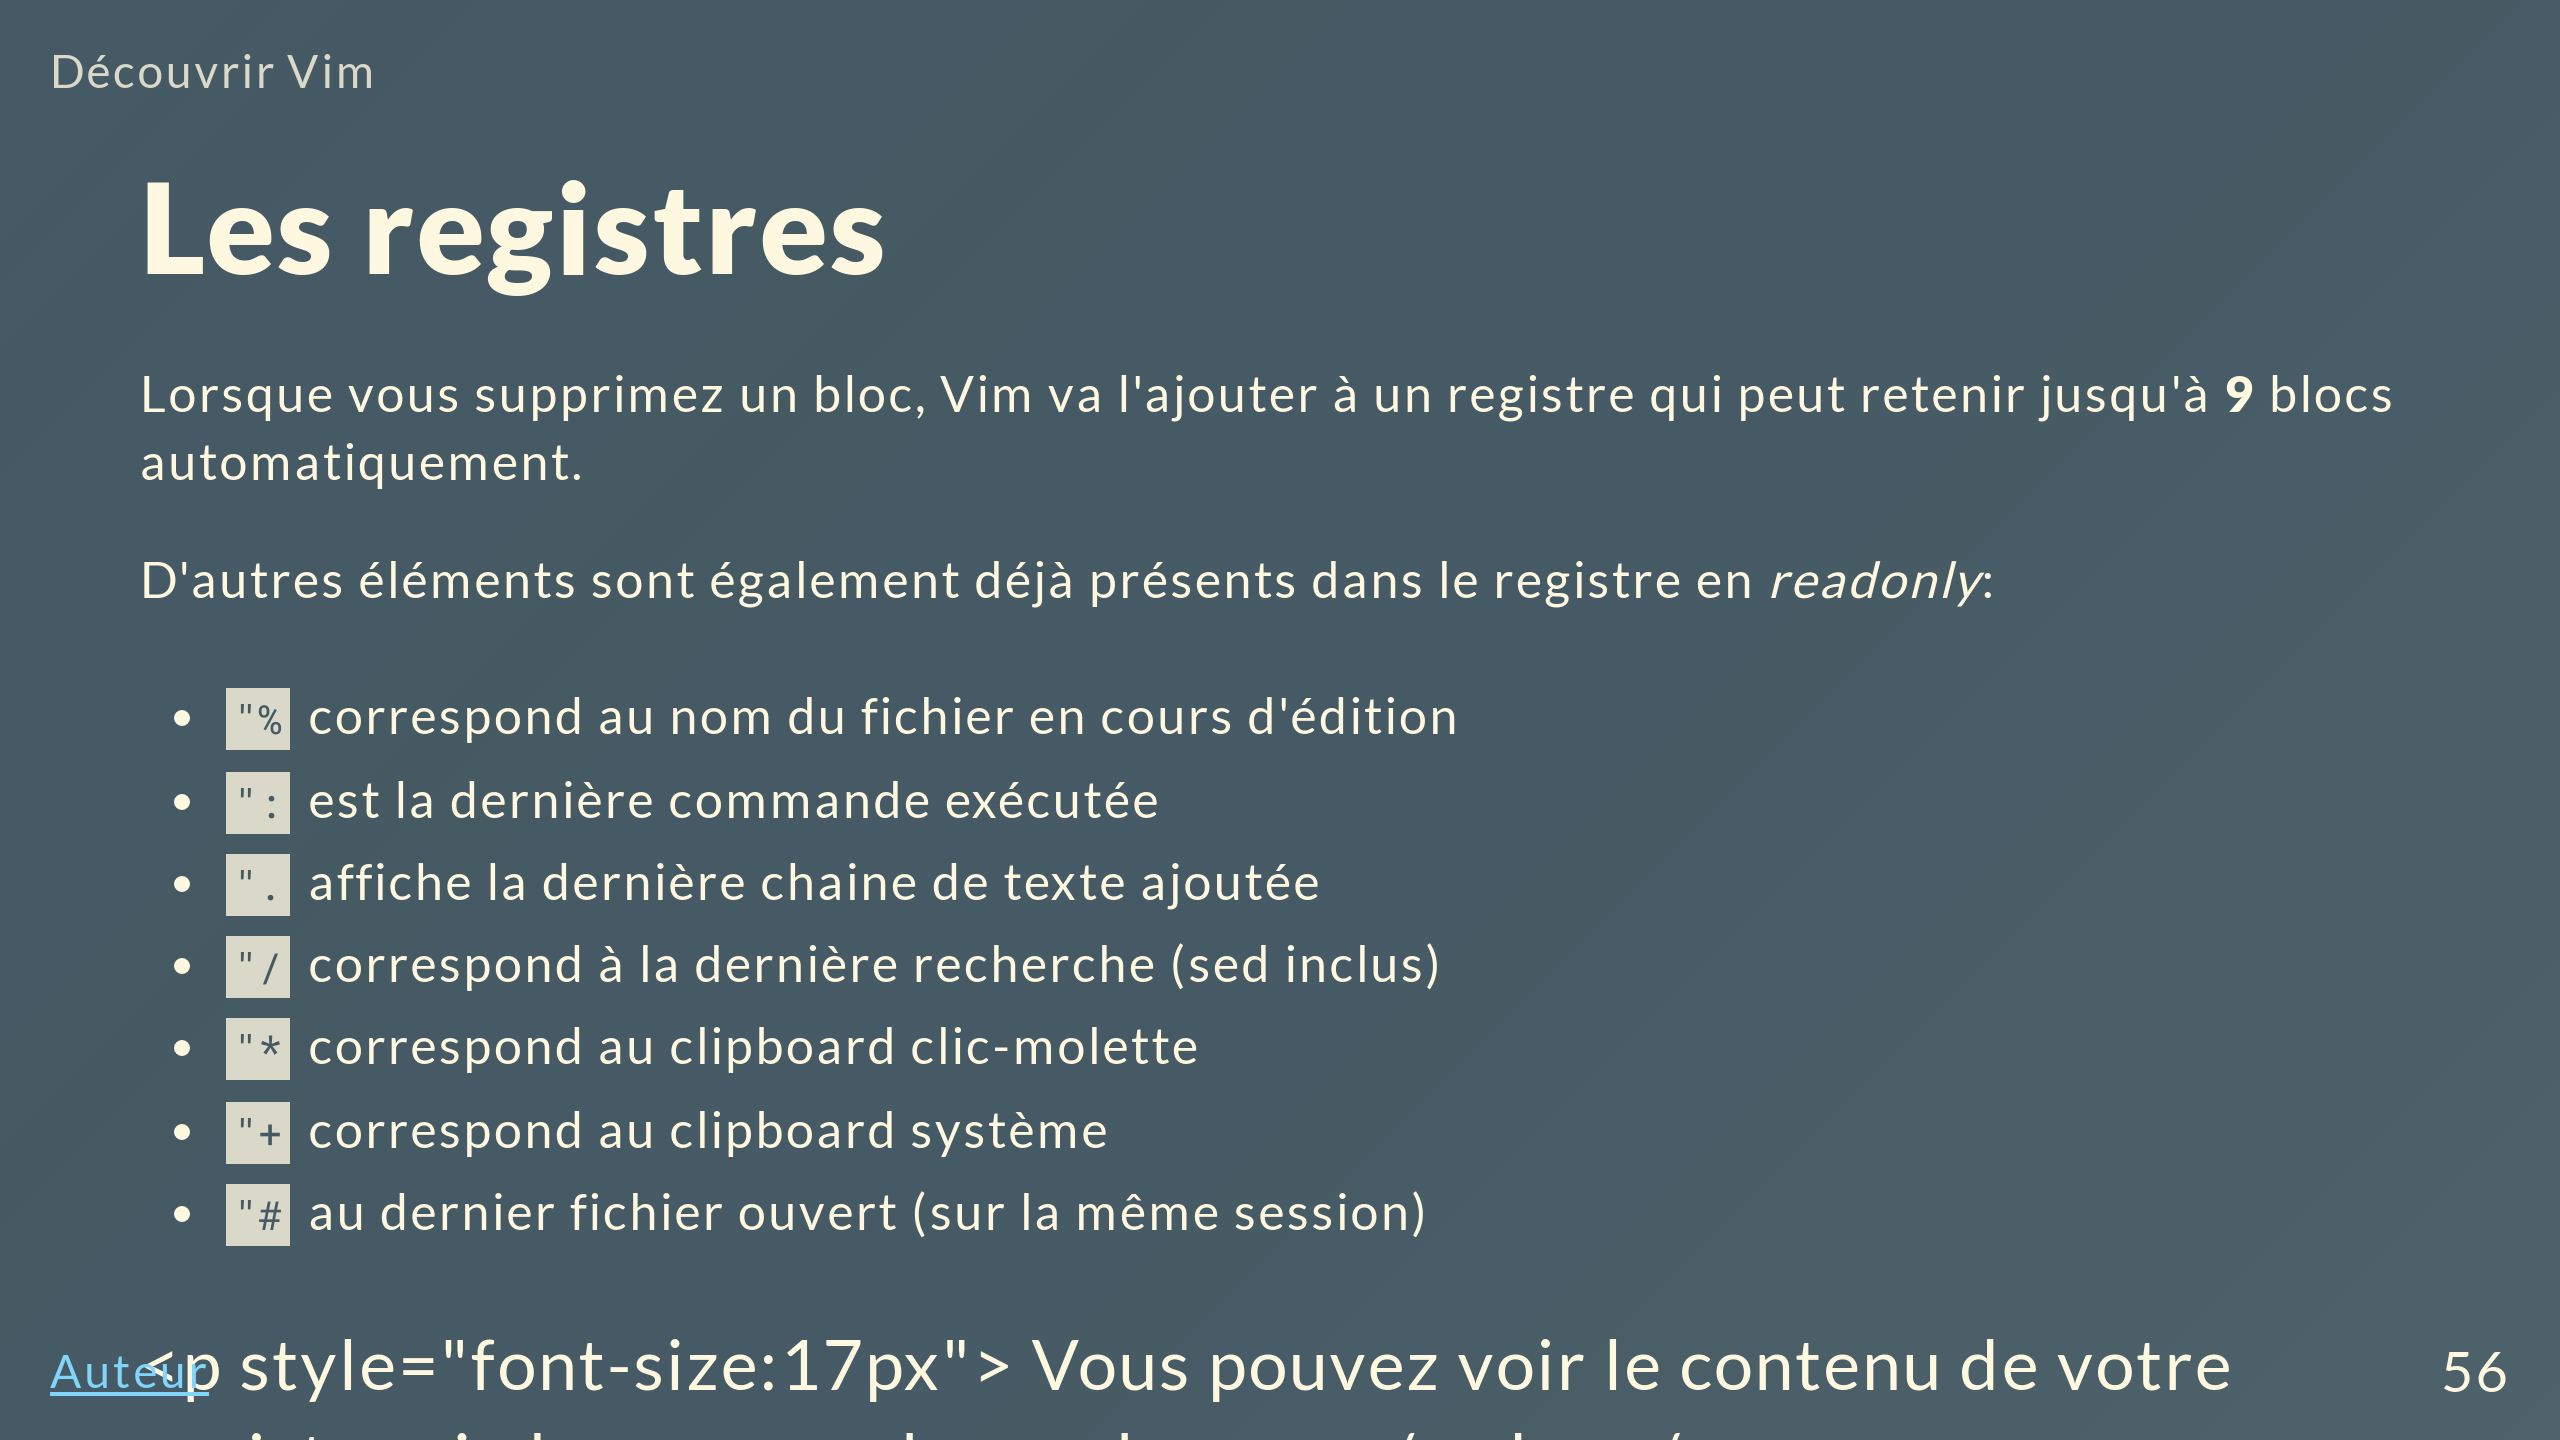 Découvrir Vim
Les registres
Lorsque vous supprimez un bloc, Vim va l'ajouter à un registre qui peut retenir jusqu'à 9 blocs
automatiquement.
D'autres éléments sont également déjà présents dans le registre en readonly:
"% correspond au nom du fichier en cours d'édition
": est la dernière commande exécutée
". affiche la dernière chaine de texte ajoutée
"/ correspond à la dernière recherche (sed inclus)
"* correspond au clipboard clic-molette
"+ correspond au clipboard système
"# au dernier fichier ouvert (sur la même session)
<p style="font-size:17px"> Vous pouvez voir le contenu de votre
Auteur
56